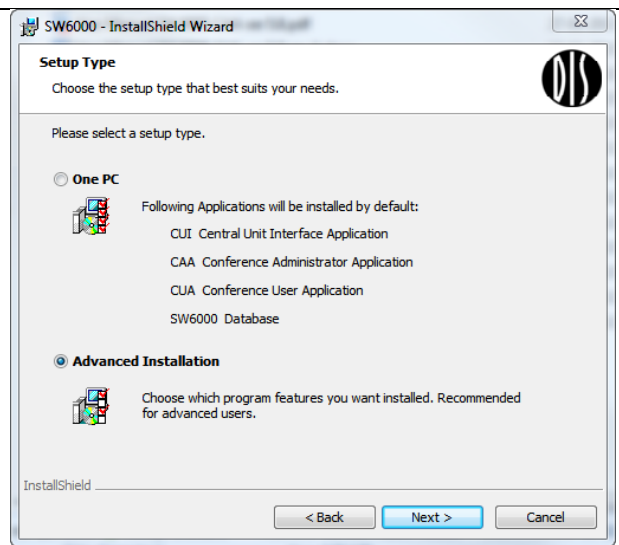 SW6000 - InstallShield Wizard
Setup Type
Choose the setup type that best suits your needs.
DIS
Please select a setup type.
One PC
Following Applications will be installed by default:
CUI Central Unit Interface Application
CAA Conference Administrator Application
CUA Conference User Application
SW6000 Database
Advanced Installation
Choose which program features you want installed. Recommended
for advanced users.
InstallShield
< Back
Next >
Cancel